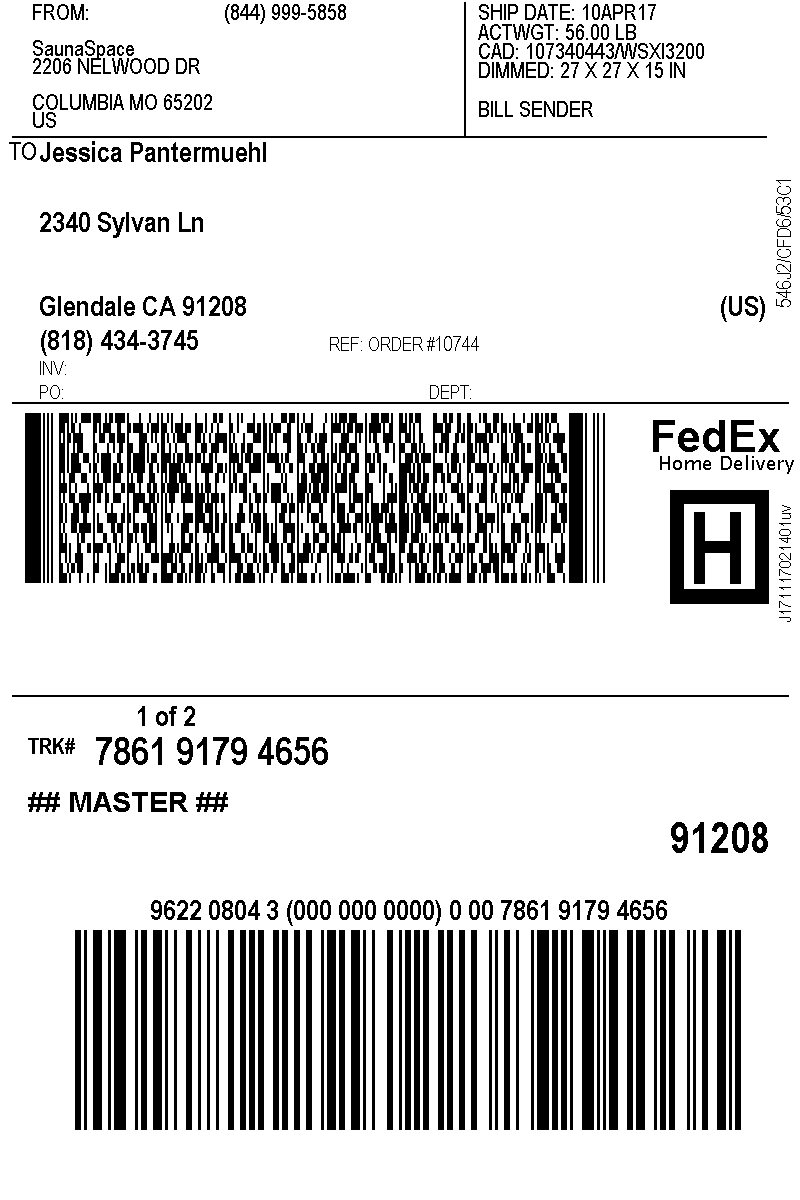 FROM: (844) 999-5858
SaunaSpace
2206 NELWOOD DR
COLUMBIA MO 65202
US
SHIP DATE: 10APR17
ACTWGT: 56.00 LB
CAD: 107340443/WSXI3200
DIMMED: 27 X 27 X 15 IN
BILL SENDER
TO Jessica Pantermuehl
2340 Sylvan Ln
Glendale CA 91208 (US)
(818) 434-3745 REF: ORDER #10744
INV:
PO: DEPT:
546J2/CFD6/53C1
FedEx
Home Delivery
H
J171117021401uv
1 of 2
TRK# 7861 9179 4656
## MASTER ##
91208
9622 0804 3 (000 000 0000) 0 00 7861 9179 4656